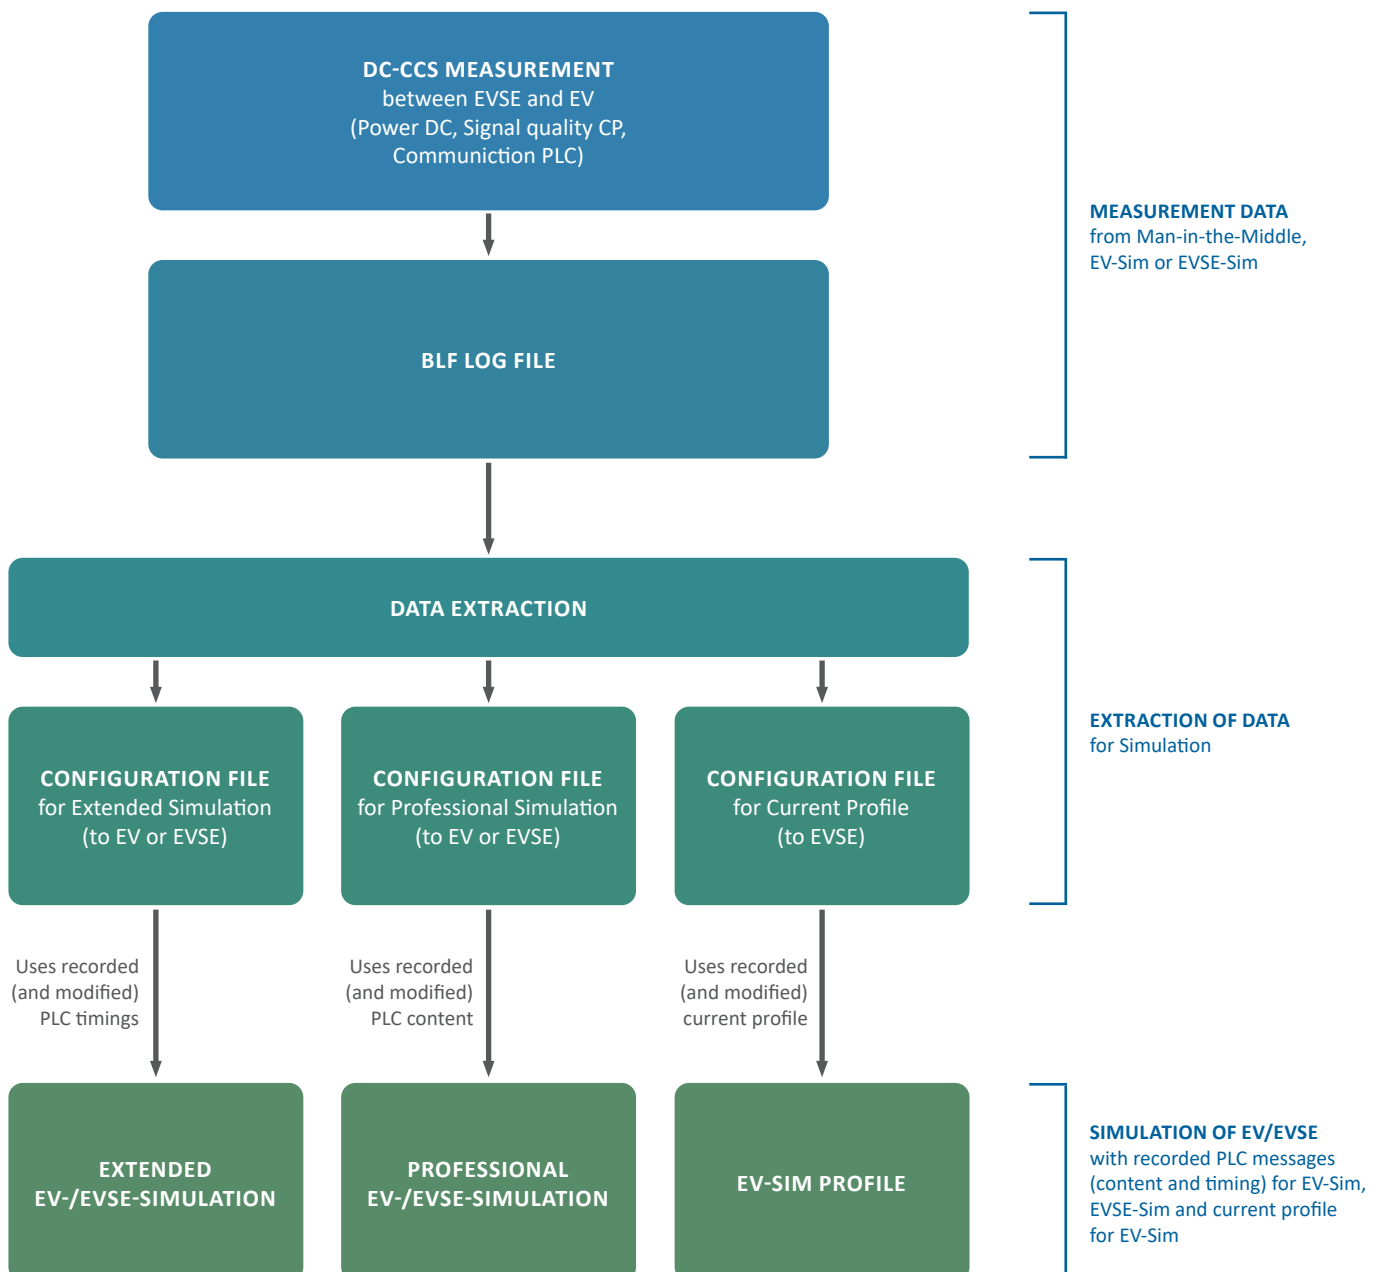 DC-CCS MEASUREMENT
between EVSE and EV
(Power DC, Signal quality CP,
Communiction PLC)
MEASUREMENT DATA
from Man-in-the-Middle,
EV-Sim or EVSE-Sim
BLF LOG FILE
DATA EXTRACTION
CONFIGURATION FILE
for Extended Simulation
(to EV or EVSE)
CONFIGURATION FILE
for Professional Simulation
(to EV or EVSE)
CONFIGURATION FILE
for Current Profile
(to EVSE)
EXTRACTION OF DATA
for Simulation
Uses recorded
(and modified)
PLC timings
Uses recorded
(and modified)
PLC content
Uses recorded
(and modified)
current profile
EXTENDED
EV-/EVSE-SIMULATION
PROFESSIONAL
EV-/EVSE-SIMULATION
EV-SIM PROFILE
SIMULATION OF EV/EVSE
with recorded PLC messages
(content and timing) for EV-Sim,
EVSE-Sim and current profile
for EV-Sim